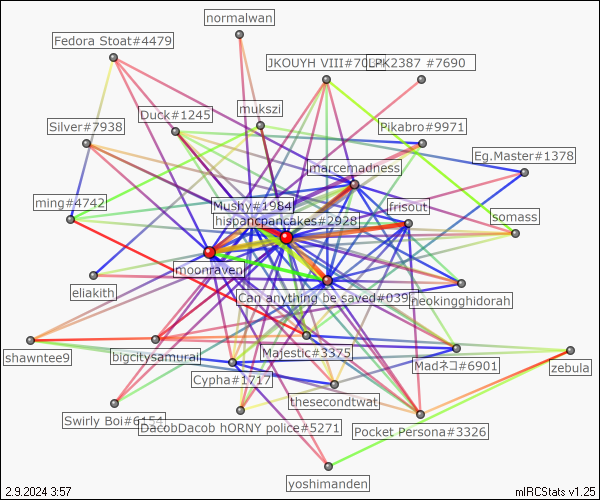 normalwan
Fedora Stoat#4479
JKOUYH VIII#70
LPK2387 #7690
mukszi
Duck#1245
Silver#7938
Pikabro#9971
Eg.Master#1378
marcemadness
ming#4742
Mushy#1984
frisout
hispancpancakes#2928
somass
moonraven
eliakith
Can anything be saved#039
neokingghidorah
shawntee9
bigcitysamurai
Majestic#3375
Madネコ#6901
zebula
Cypha#1717
thesecondtwat
Swirly Boi#6154
DacobDacob hORNY police#5271
Pocket Persona#3326
yoshimanden
2.9.2024 3:57
mIRCStats v1.25